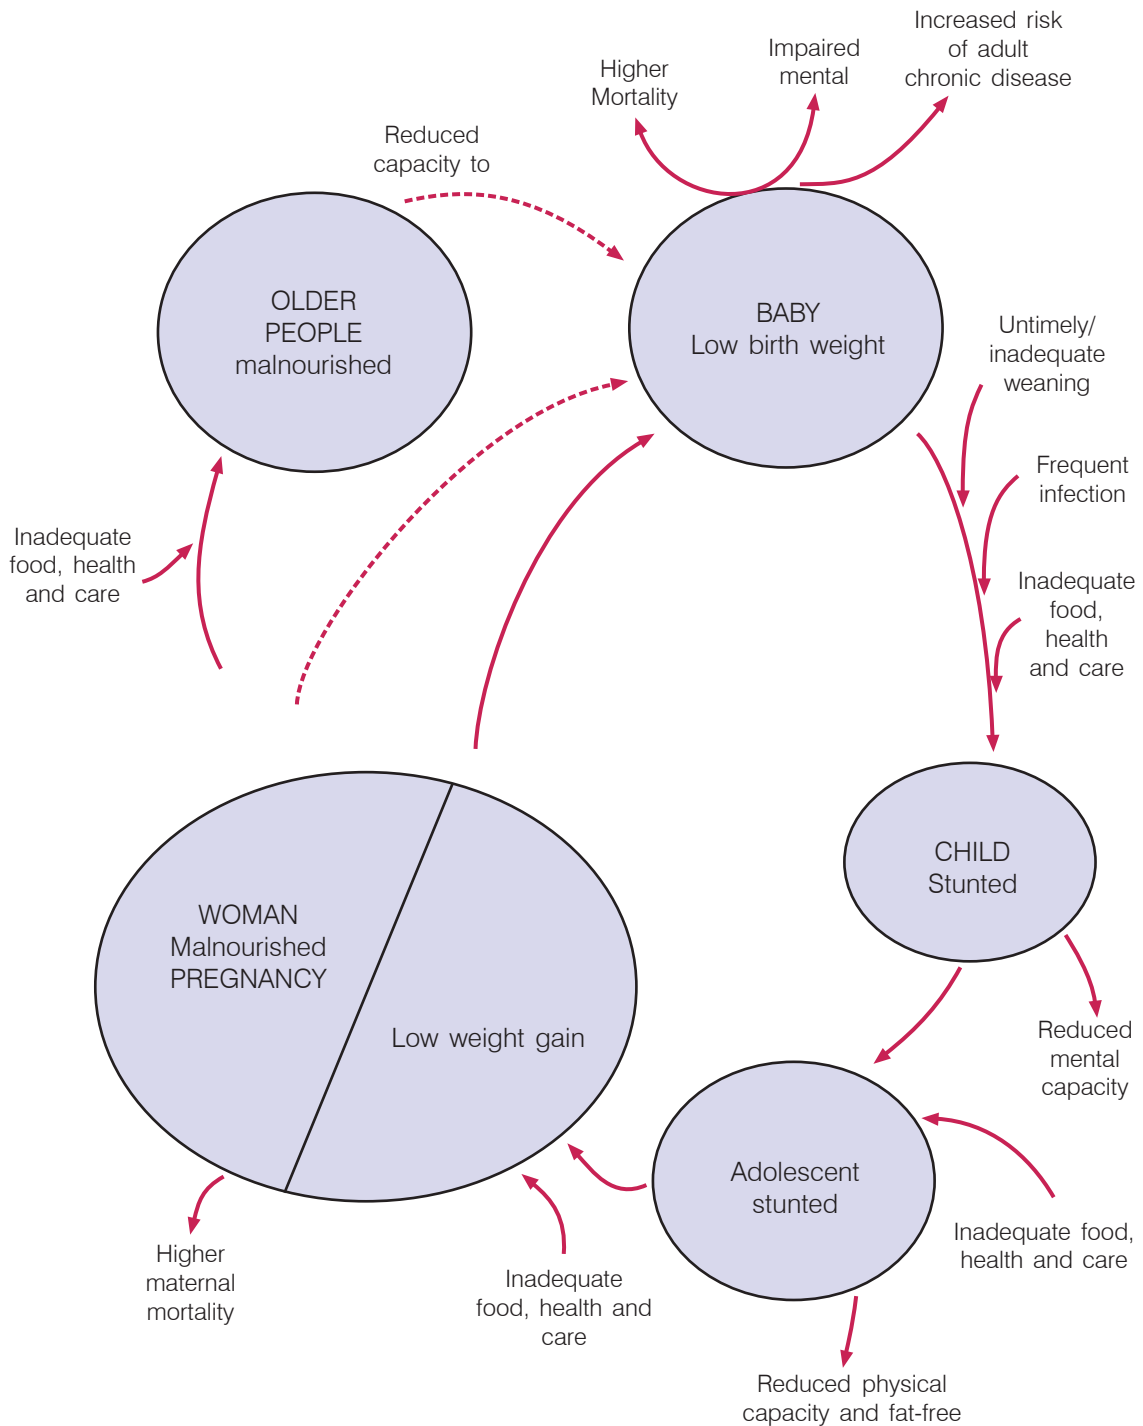 Increased risk
of adult
chronic disease
Impaired
mental
Higher
Mortality
Reduced
capacity to
OLDER
PEOPLE
malnourished
BABY
Low birth weight
Untimely/
inadequate
weaning
Frequent
infection
Inadequate
food, health
and care
Inadequate
food,
health
and care
CHILD
Stunted
WOMAN
Malnourished
PREGNANCY
Low weight gain
Reduced
mental
capacity
Adolescent
stunted
Inadequate food,
health and care
Higher
maternal
mortality
Inadequate
food, health and
care
Reduced physical
capacity and fat-free